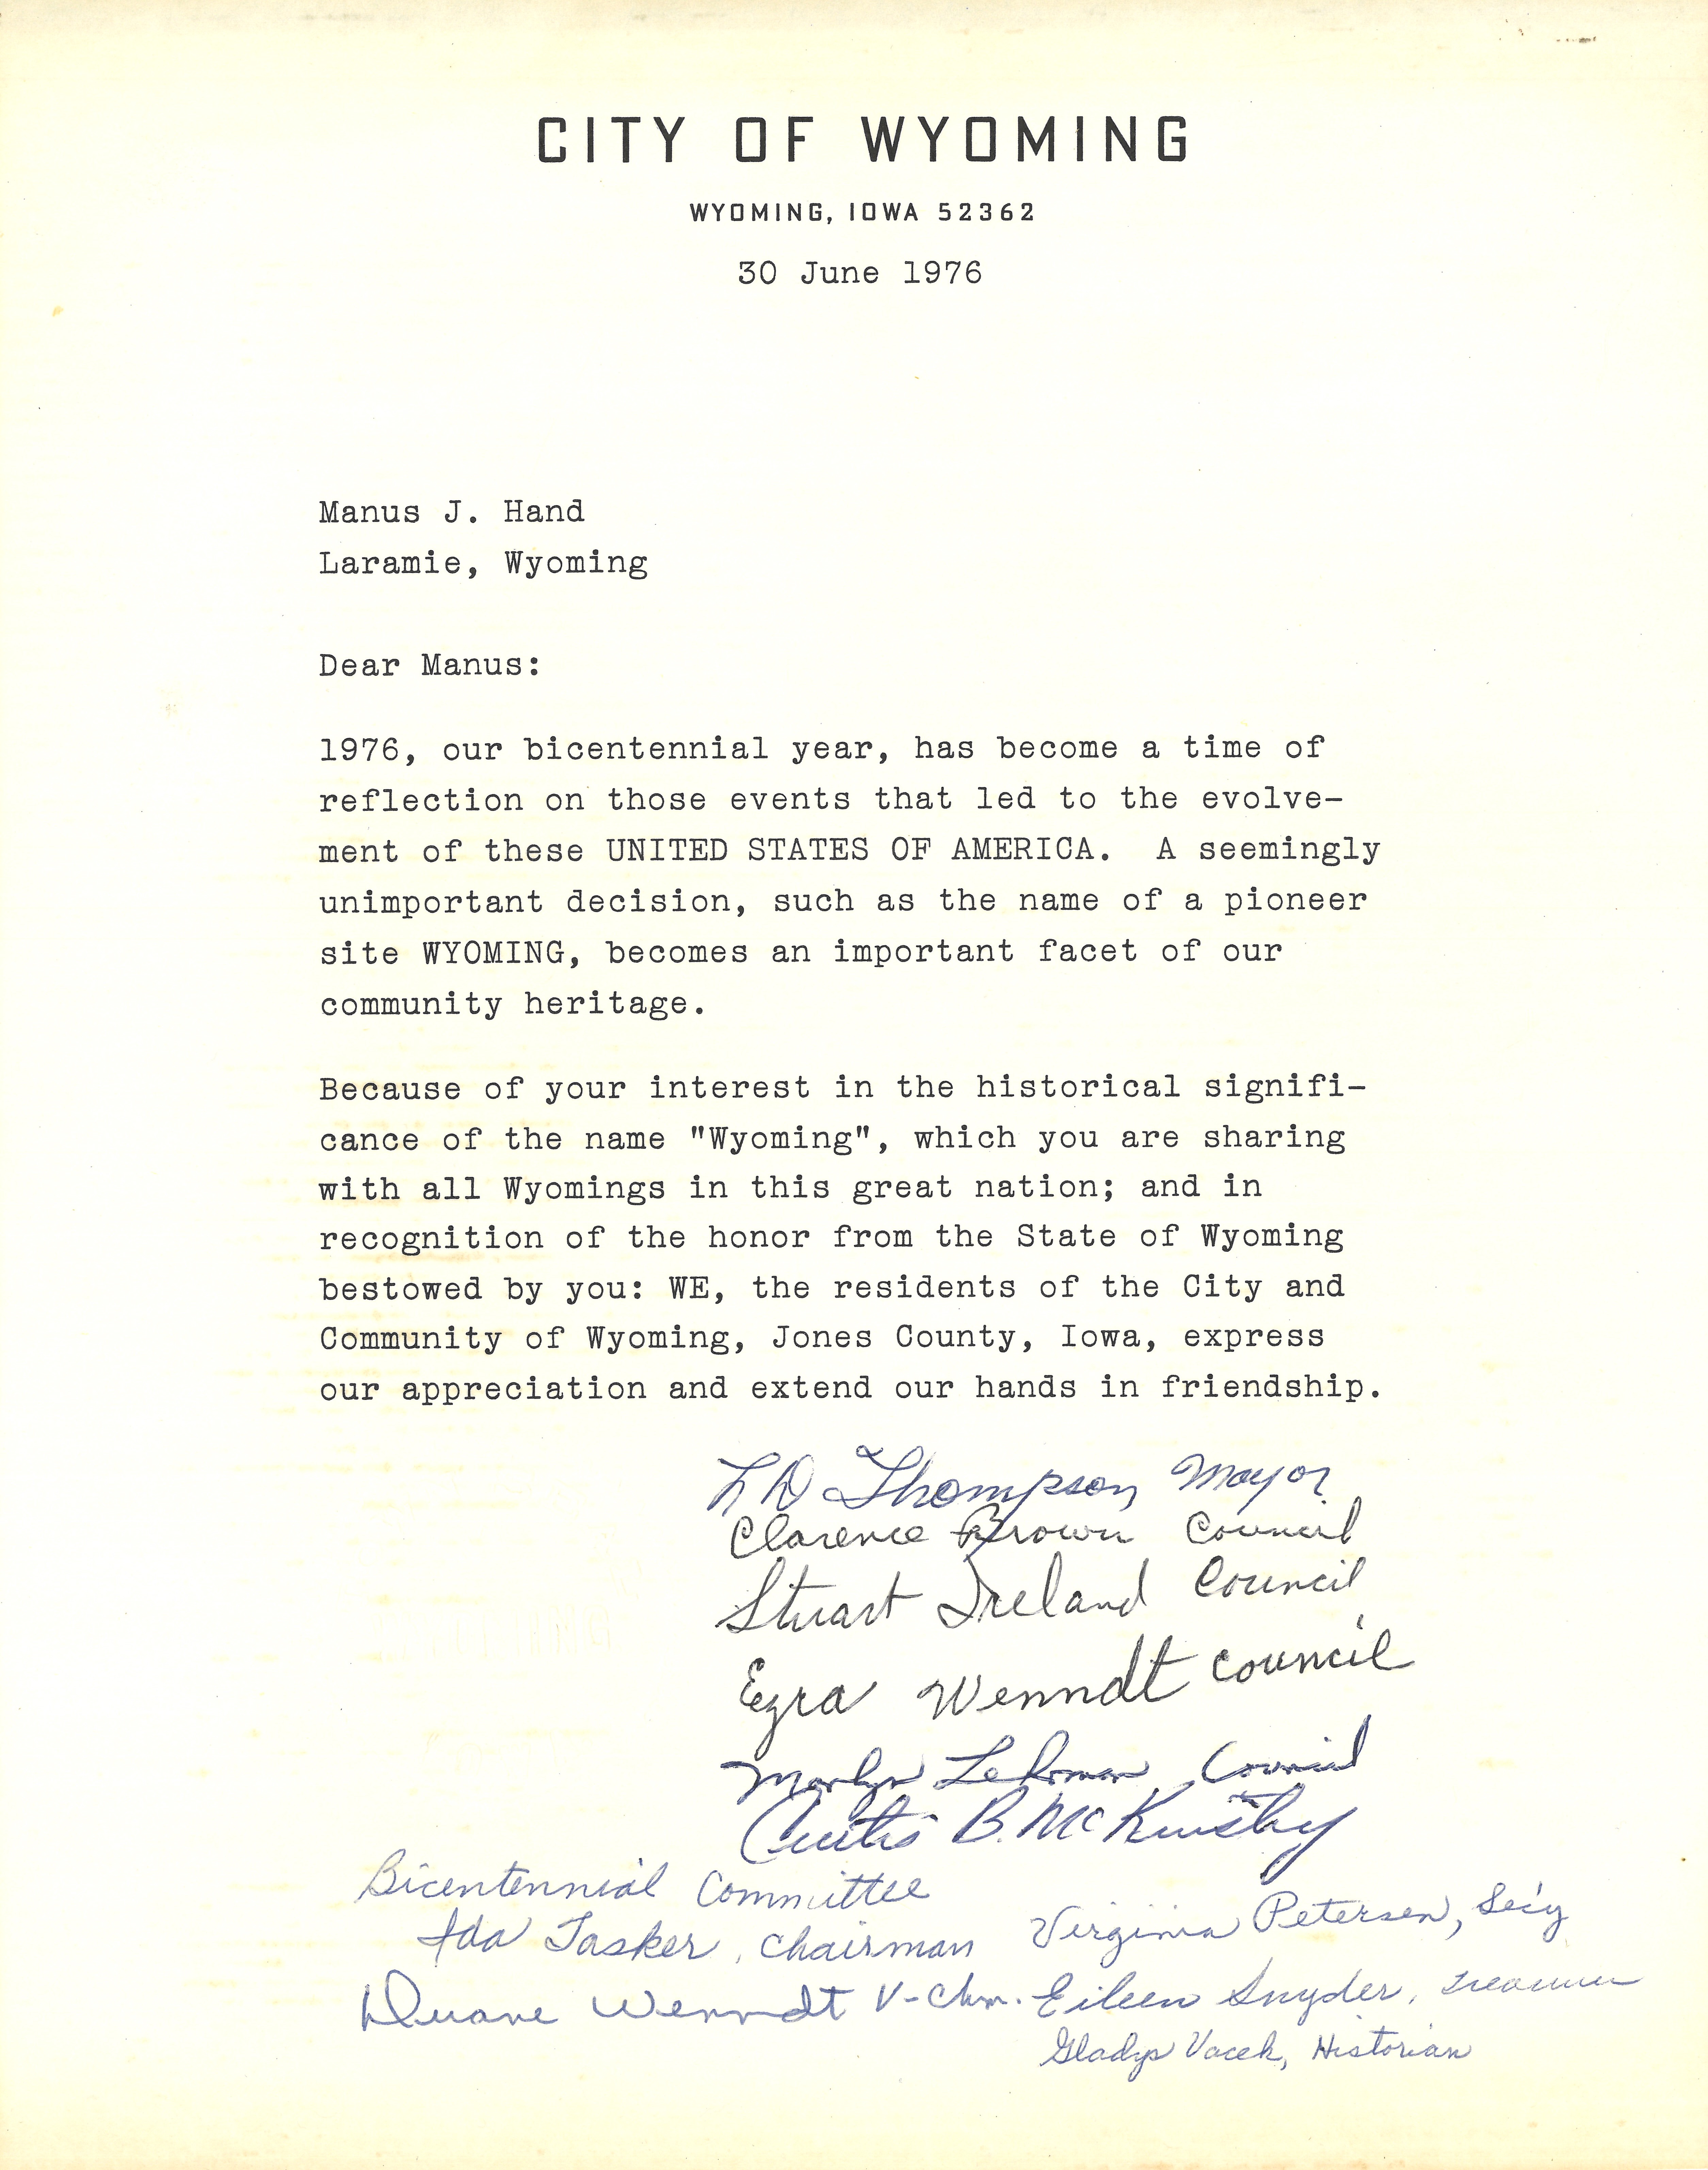 CITY OF WYOMING
WYOMING, IOWA 52362
30 June 1976
Manus J. Hand
Laramie, Wyoming
Dear Manus:
1976, our bicentennial year, has become a time of
reflection on those events that led to the evolve-
ment of these UNITED STATES OF AMERICA.  A seemingly
unimportant decision, such as the name of a pioneer
site WYOMING, becomes an important facet of our
community heritage.
Because of your interest in the historical signifi-
cance of the name "Wyoming", which you are sharing
with all Wyomings in this great nation; and in
recognition of the honor from the State of Wyoming
bestowed by you: WE, the residents of the City and
Community of Wyoming, Jones County, Iowa, express
our appreciation and extend our hands in friendship.
Thompson Mayor
Clarence Brown Council
Stuart Ireland Council
Ezra Wenndt Council
Lehrman Council
Curtis B.
Bicentennial Committee
Ida Tasker, Chairman Virginia Petersen, Sec'y
Duane Wenndt V-Chm. Eileen Snyder, Treasurer
Gladys Vacek, Historian